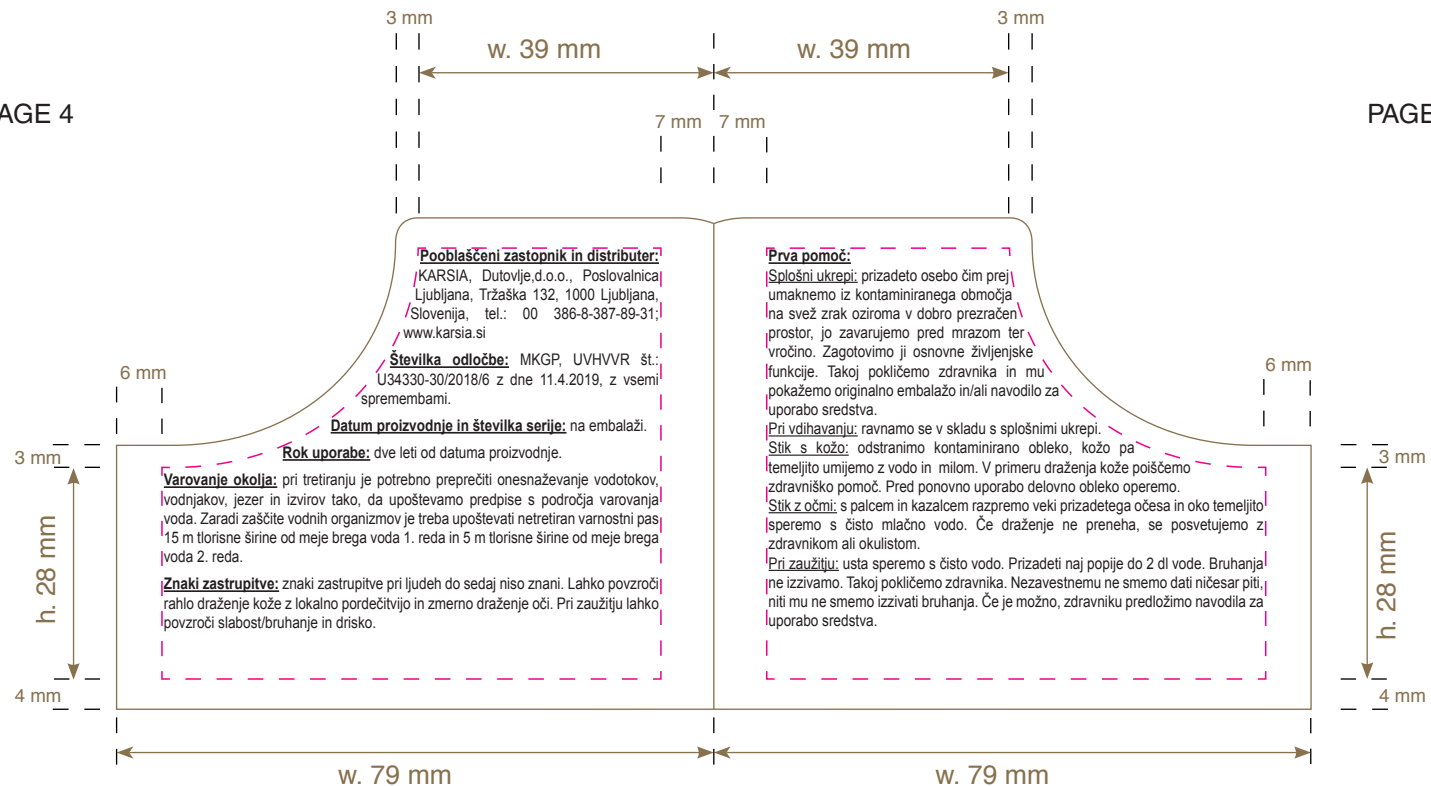 3 mm
3 mm
w. 39 mm
w. 39 mm
AGE 4
PAGE
7 mm
7 mm
Pooblaščeni zastopnik in distributer:
KARSIA, Dutovlje,d.o.o., Poslovalnica
Ljubljana, Tržaška 132, 1000 Ljubljana,
Slovenija, tel.: 00 386-8-387-89-31;
www.karsia.si
Številka odločbe: MKGP, UVHVVR št.:
U34330-30/2018/6 z dne 11.4.2019, z vsemi
spremembami.
Datum proizvodnje in številka serije: na embalaži.
Rok uporabe: dve leti od datuma proizvodnje.
Varovanje okolja: pri tretiranju je potrebno preprečiti onesnaževanje vodotokov,
vodnjakov, jezer in izvirov tako, da upoštevamo predpise s področja varovanja
voda. Zaradi zaščite vodnih organizmov je treba upoštevati netretiran varnostni pas
15 m tlorisne širine od meje brega voda 1. reda in 5 m tlorisne širine od meje brega
voda 2. reda.
Znaki zastrupitve: znaki zastrupitve pri ljudeh do sedaj niso znani. Lahko povzroči
rahlo draženje kože z lokalno pordečitvijo in zmerno draženje oči. Pri zaužitju lahko
povzroči slabost/bruhanje in drisko.
Prva pomoč:
Splošni ukrepi: prizadeto osebo čim prej
umaknemo iz kontaminiranega območja
na svež zrak oziroma v dobro prezračen
prostor, jo zavarujemo pred mrazom ter
vročino. Zagotovimo ji osnovne življenjske
funkcije. Takoj pokličemo zdravnika in mu
pokažemo originalno embalažo in/ali navodilo za
uporabo sredstva.
Pri vdihavanju: ravnamo se v skladu s splošnimi ukrepi.
Stik s kožo: odstranimo kontaminirano obleko, kožo pa
temeljito umijemo z vodo in milom. V primeru draženja kože poiščemo
zdravniško pomoč. Pred ponovno uporabo delovno obleko operemo.
Stik z očmi: s palcem in kazalcem razpremo veki prizadetega očesa in oko temeljito
speremo s čisto mlačno vodo. Če draženje ne preneha, se posvetujemo z
zdravnikom ali okulistom.
Pri zaužitju: usta speremo s čisto vodo. Prizadeti naj popije do 2 dl vode. Bruhanja
ne izzivamo. Takoj pokličemo zdravnika. Nezavestnemu ne smemo dati ničesar piti,
niti mu ne smemo izzivati bruhanja. Če je možno, zdravniku predložimo navodila za
uporabo sredstva.
6 mm
6 mm
3 mm
3 mm
h. 28 mm
h. 28 mm
4 mm
4 mm
w. 79 mm
w. 79 mm